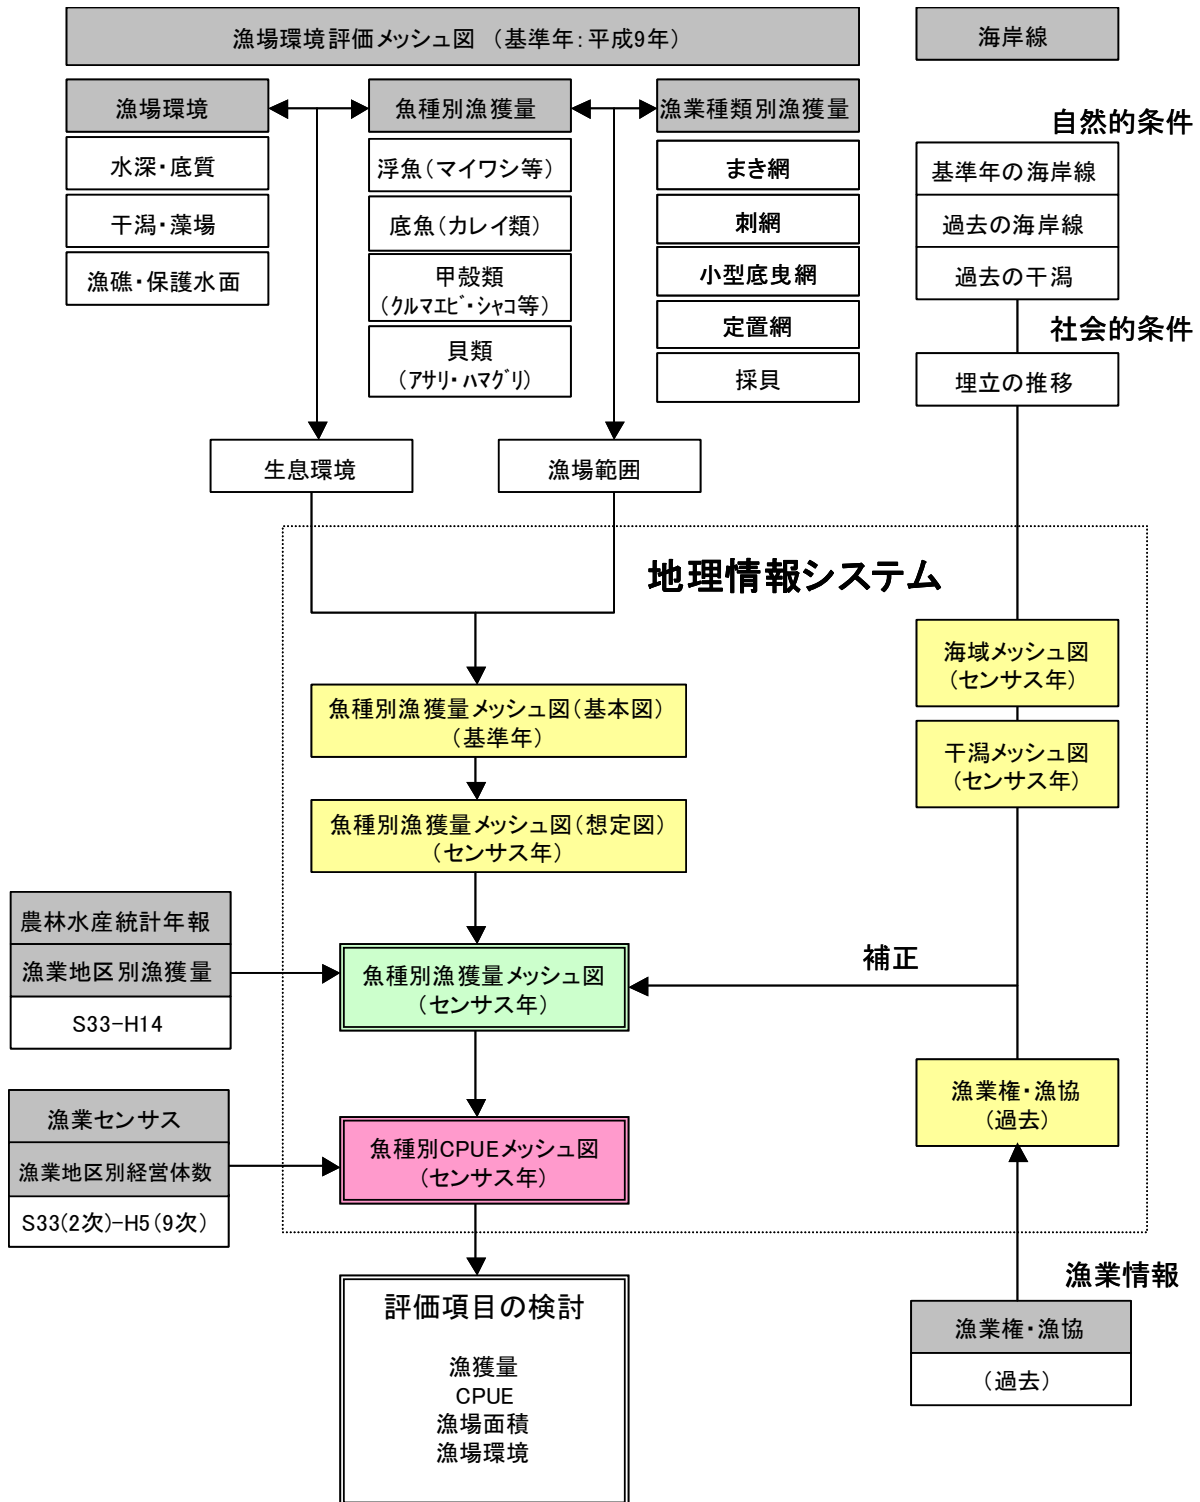 漁場環境評価メッシュ図 (基準年:平成9年)
海岸線
漁場環境
魚種別漁獲量
漁業種類別漁獲量
水深・底質
干潟・藻場
漁礁・保護水面
浮魚(マイワシ等)
底魚(カレイ類)
甲殻類
(クルマエビ・シャコ等)
貝類
(アサリ・ハマグリ)
まき網
刺網
小型底曳網
定置網
採貝
自然的条件
基準年の海岸線
過去の海岸線
過去の干潟
社会的条件
埋立の推移
生息環境
漁場範囲
地理情報システム
海域メッシュ図
(センサス年)
干潟メッシュ図
(センサス年)
魚種別漁獲量メッシュ図(基本図)
(基準年)
魚種別漁獲量メッシュ図(想定図)
(センサス年)
農林水産統計年報
漁業地区別漁獲量
S33-H14
魚種別漁獲量メッシュ図
(センサス年)
補正
漁業センサス
漁業地区別経営体数
S33(2次)-H5(9次)
魚種別CPUEメッシュ図
(センサス年)
漁業権・漁協
(過去)
漁業情報
漁業権・漁協
(過去)
評価項目の検討
漁獲量
CPUE
漁場面積
漁場環境